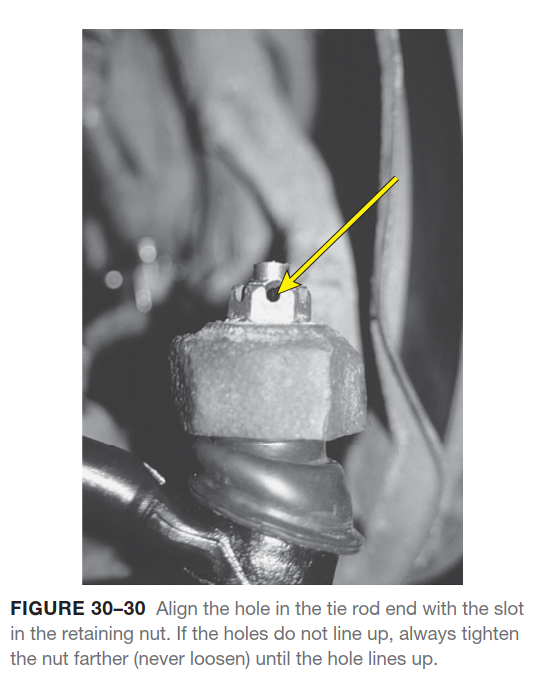 FIGURE 30–30 Align the hole in the tie rod end with the slot
in the retaining nut. If the holes do not line up, always tighten
the nut farther (never loosen) until the hole lines up.